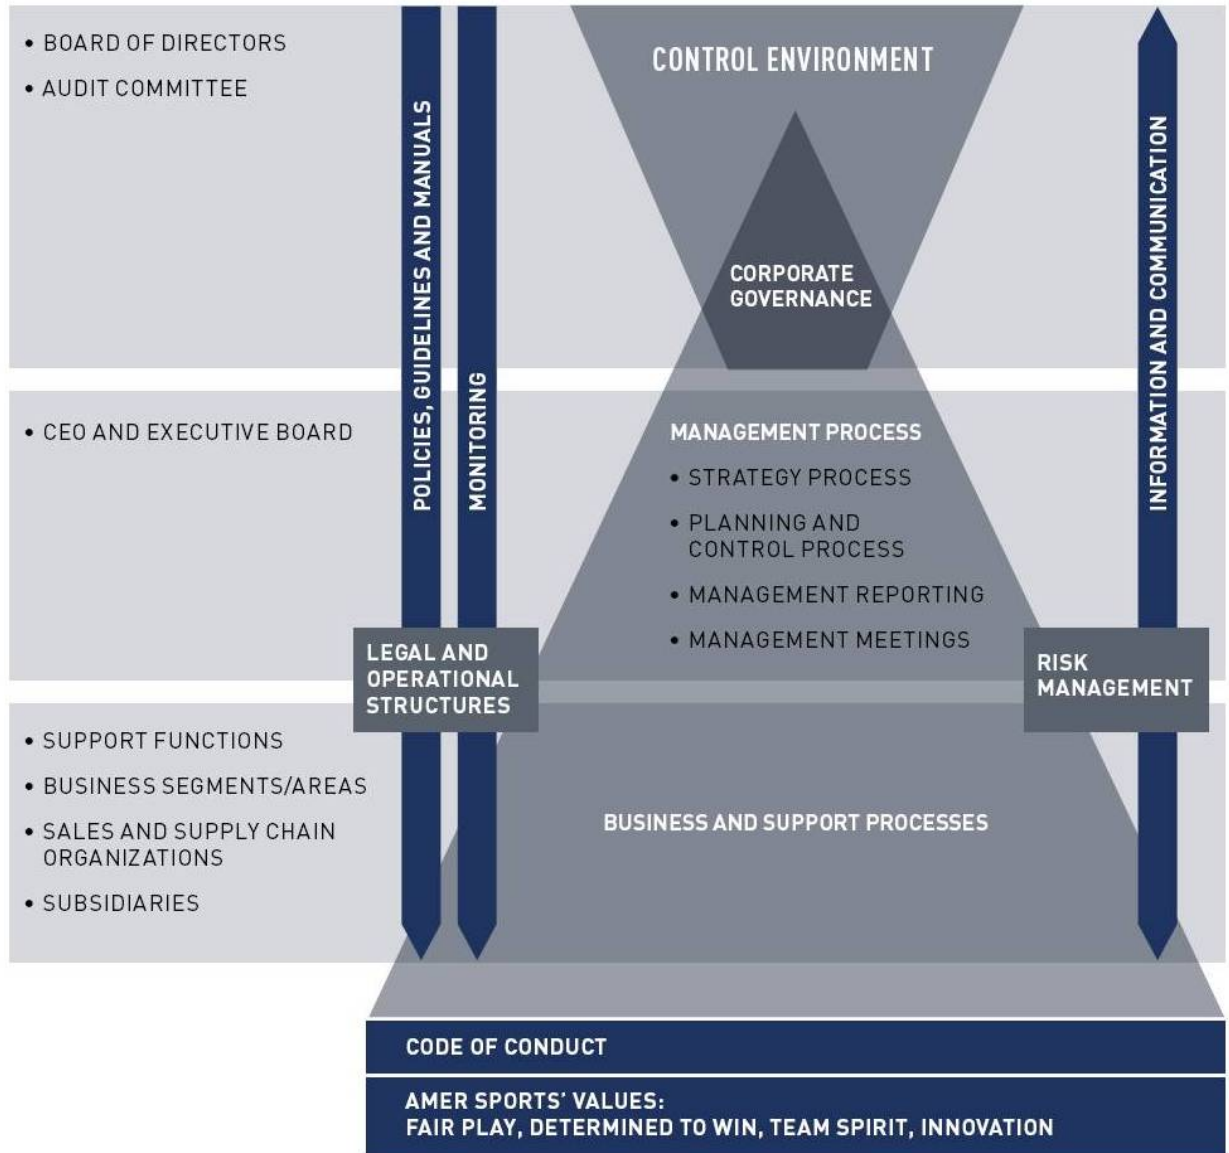 • BOARD OF DIRECTORS
• AUDIT COMMITTEE
POLICIES, GUIDELINES AND MANUALS
MONITORING
CONTROL ENVIRONMENT
CORPORATE
GOVERNANCE
INFORMATION AND COMMUNICATION
• CEO AND EXECUTIVE BOARD
MANAGEMENT PROCESS
• STRATEGY PROCESS
• PLANNING AND
CONTROL PROCESS
• MANAGEMENT REPORTING
• MANAGEMENT MEETINGS
LEGAL AND
OPERATIONAL
STRUCTURES
RISK
MANAGEMENT
• SUPPORT FUNCTIONS
• BUSINESS SEGMENTS/AREAS
• SALES AND SUPPLY CHAIN
ORGANIZATIONS
• SUBSIDIARIES
BUSINESS AND SUPPORT PROCESSES
CODE OF CONDUCT
AMER SPORTS’ VALUES:
FAIR PLAY, DETERMINED TO WIN, TEAM SPIRIT, INNOVATION